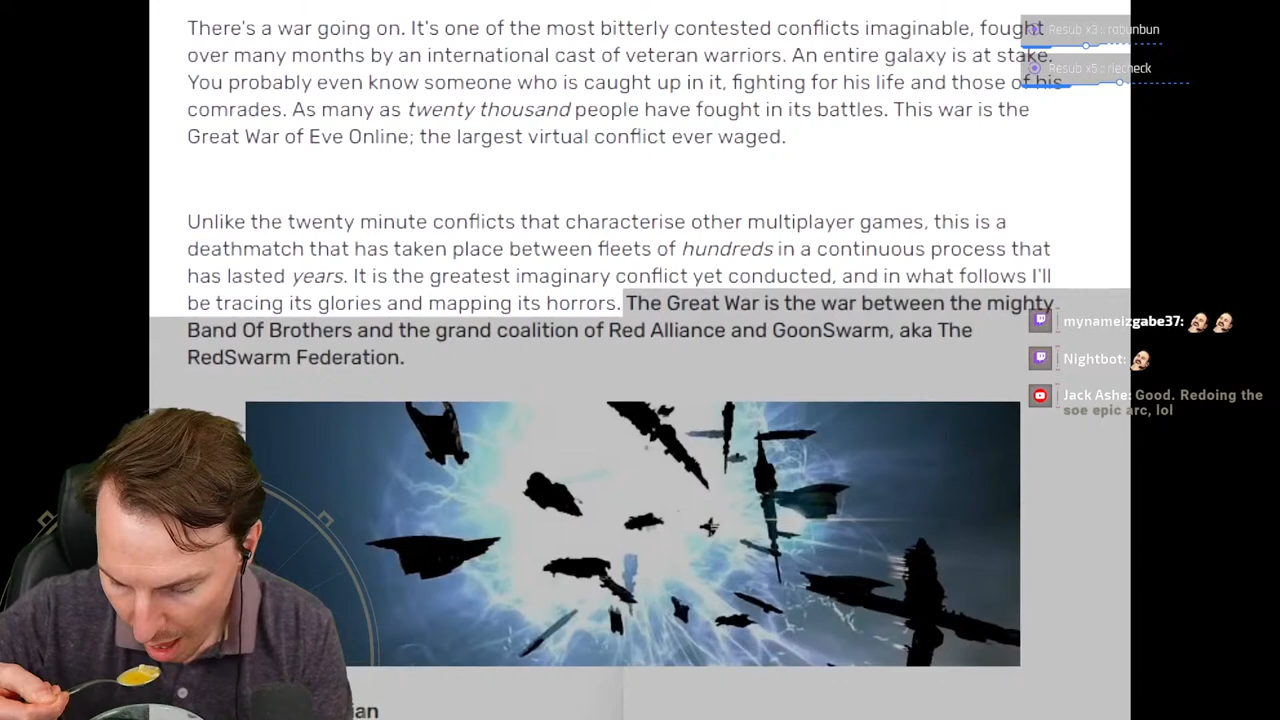 There's a war going on. It's one of the most bitterly contested conflicts imaginable, fought
over many months by an international cast of veteran warriors. An entire galaxy is at stake.
You probably even know someone who is caught up in it, fighting for his life and those of his
comrades. As many as twenty thousand people have fought in its battles. This war is the
Great War of Eve Online; the largest virtual conflict ever waged.
Unlike the twenty minute conflicts that characterise other multiplayer games, this is a
deathmatch that has taken place between fleets of hundreds in a continuous process that
has lasted years. It is the greatest imaginary conflict yet conducted, and in what follows I'll
be tracing its glories and mapping its horrors. The Great War is the war between the mighty
Band Of Brothers and the grand coalition of Red Alliance and GoonSwarm, aka The
RedSwarm Federation.
Resub x3
Resub x5
mynameizgabe37:
Nightbot:
Jack Ashe: Good. Redoing the
soe epic arc, lol